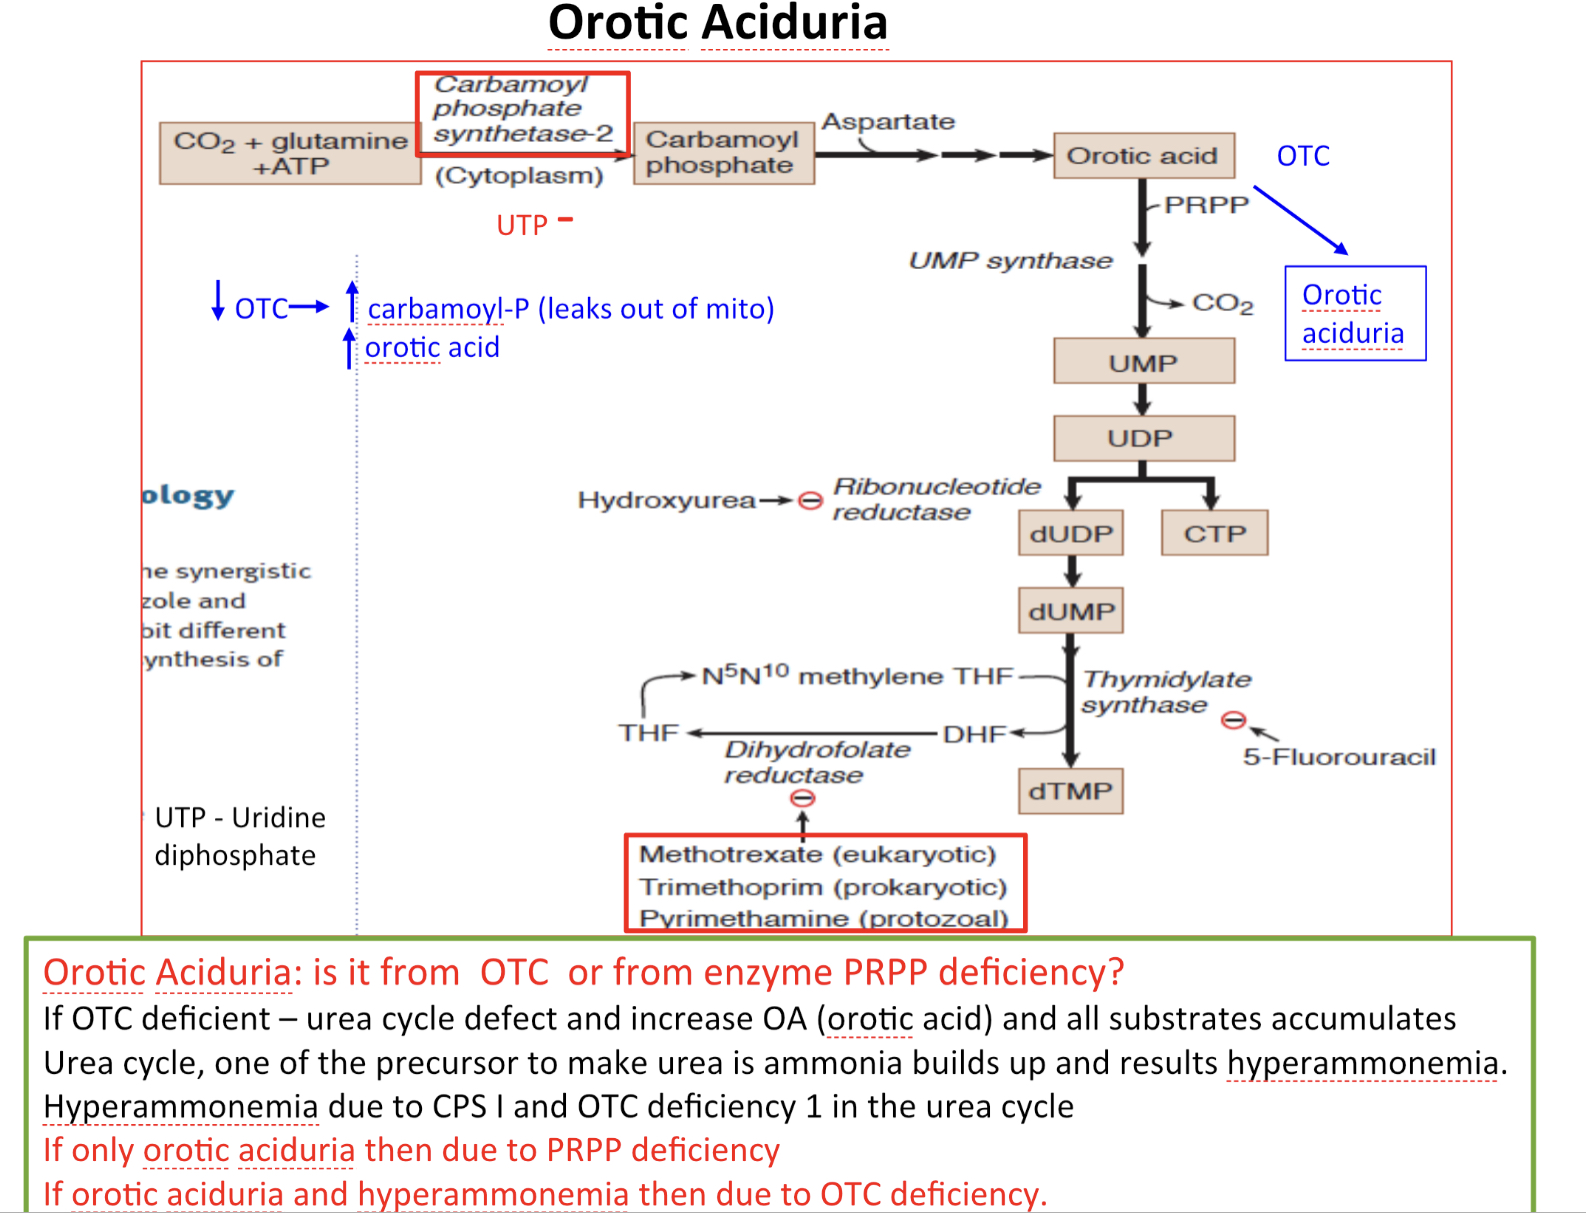 Orotic Aciduria
Carbamoyl
phosphate
synthetase-2
CO2 + glutamine
+ATP
(Cytoplasm)
Carbamoyl
phosphate
Aspartate
Orotic acid
OTC
PRPP
UTP -
UMP synthase
CO2
Orotic
aciduria
OTC
carbamoyl-P (leaks out of mito)
orotic acid
UMP
UDP
ology
Hydroxyurea
Ribonucleotide
reductase
dUDP
CTP
ne synergistic
zole and
bit different
ynthesis of
dUMP
N5N10 methylene THF
Thymidylate
synthase
THF
DHF
Dihydrofolate
reductase
5-Fluorouracil
dTMP
UTP - Uridine
diphosphate
Methotrexate (eukaryotic)
Trimethoprim (prokaryotic)
Pyrimethamine (protozoal)
Orotic Aciduria: is it from OTC or from enzyme PRPP deficiency?
If OTC deficient – urea cycle defect and increase OA (orotic acid) and all substrates accumulates
Urea cycle, one of the precursor to make urea is ammonia builds up and results hyperammonemia.
Hyperammonemia due to CPS I and OTC deficiency 1 in the urea cycle
If only orotic aciduria then due to PRPP deficiency
If orotic aciduria and hyperammonemia then due to OTC deficiency.